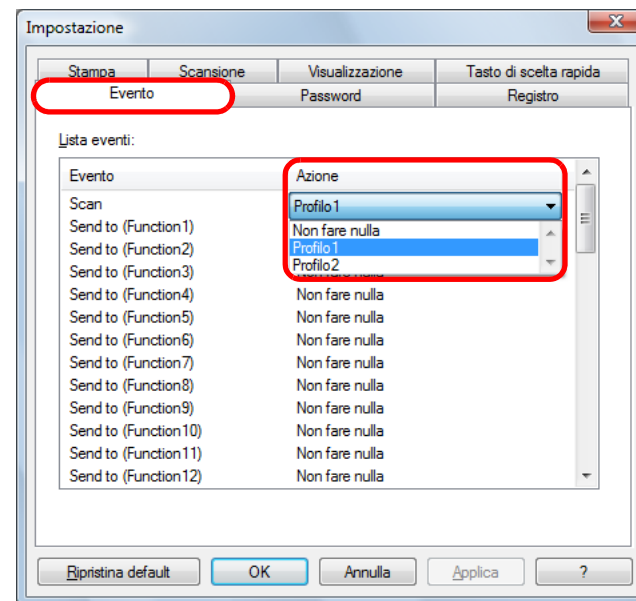 Impostazione
Stampa Scansione Visualizzazione Tasto di scelta rapida
Evento Password Registro
Lista eventi:
Evento Azione
Scan Profilo1
Send to (Function1) Non fare nulla
Send to (Function2) Profilo1
Send to (Function3) Profilo2
Non fare nulla
Send to (Function4) Non fare nulla
Send to (Function5) Non fare nulla
Send to (Function6) Non fare nulla
Send to (Function7) Non fare nulla
Send to (Function8) Non fare nulla
Send to (Function9) Non fare nulla
Send to (Function10) Non fare nulla
Send to (Function11) Non fare nulla
Send to (Function12) Non fare nulla
Ripristina default OK Annulla Applica ?